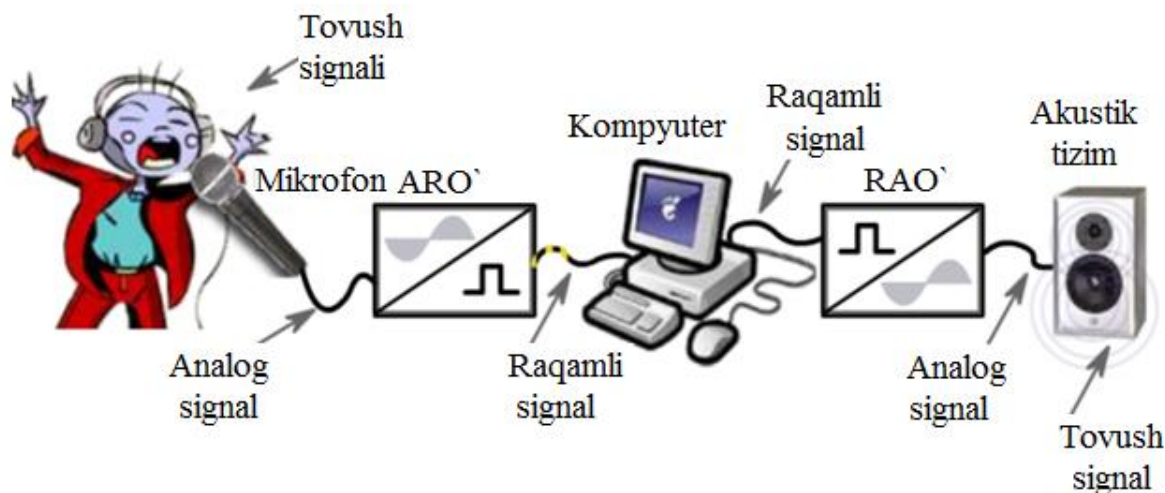 Tovush
signali
Mikrofon
ARO`
Analog
signal
Raqamli
signal
Kompyuter
Raqamli
signal
RAO`
Analog
signal
Akustik
tizim
Tovush
signal